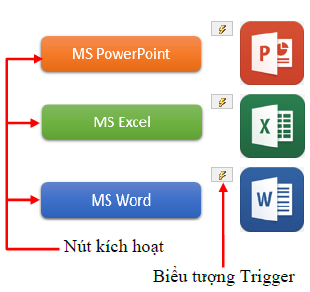 MS PowerPoint
P
MS Excel
X
MS Word
W
Nút kích hoạt
Biểu tượng Trigger